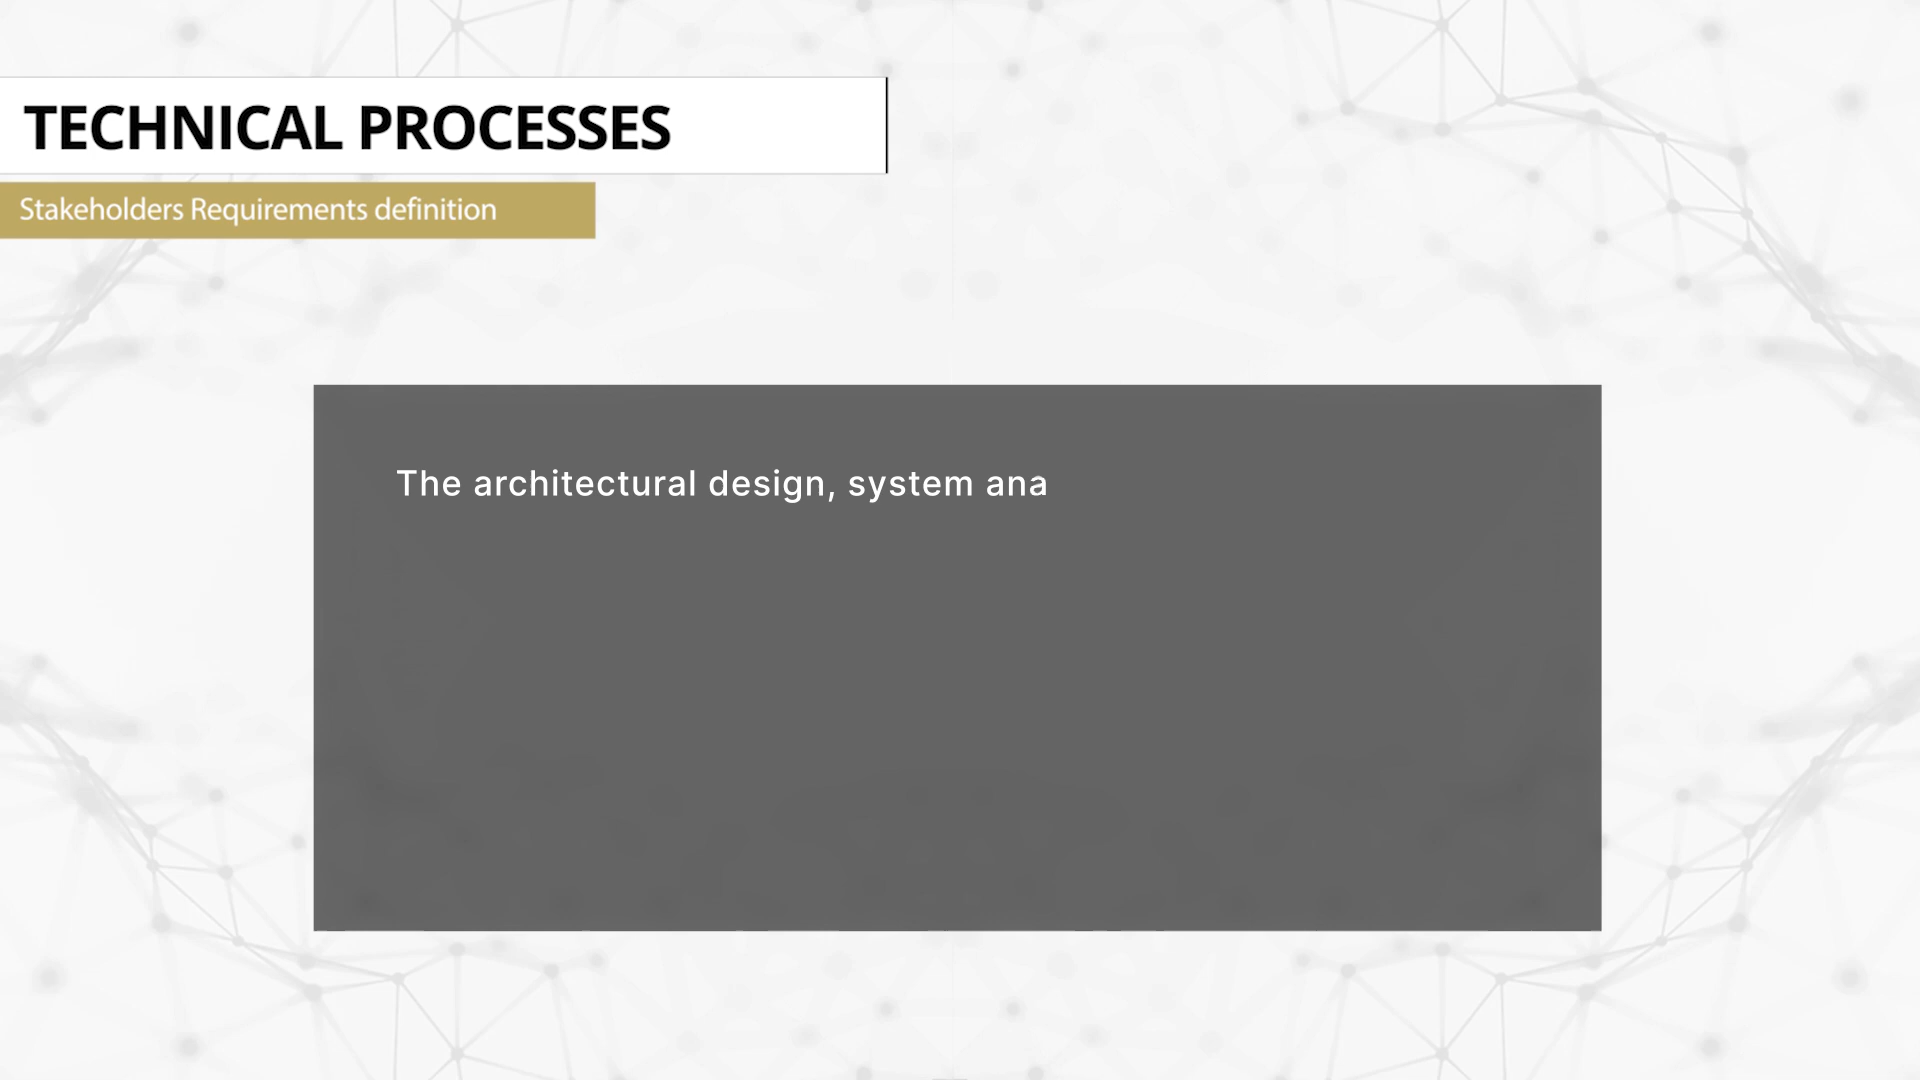 TECHNICAL PROCESSES
Stakeholders Requirements definition
The architectural design, system ana